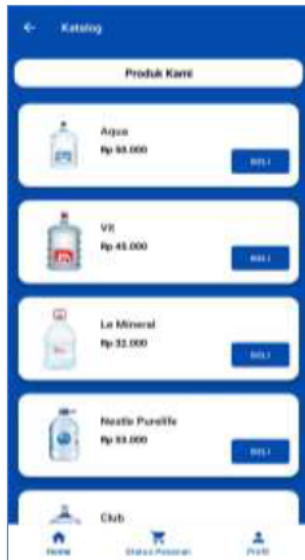 Katalog
Produk Kami
Aqua
Rp 50.000
BELI
Vit
Rp 45.000
BELI
Le Mineral
Rp 32.000
BELI
Nestle Purelife
Rp 53.000
BELI
Club
Home
Status Pesanan
Profil